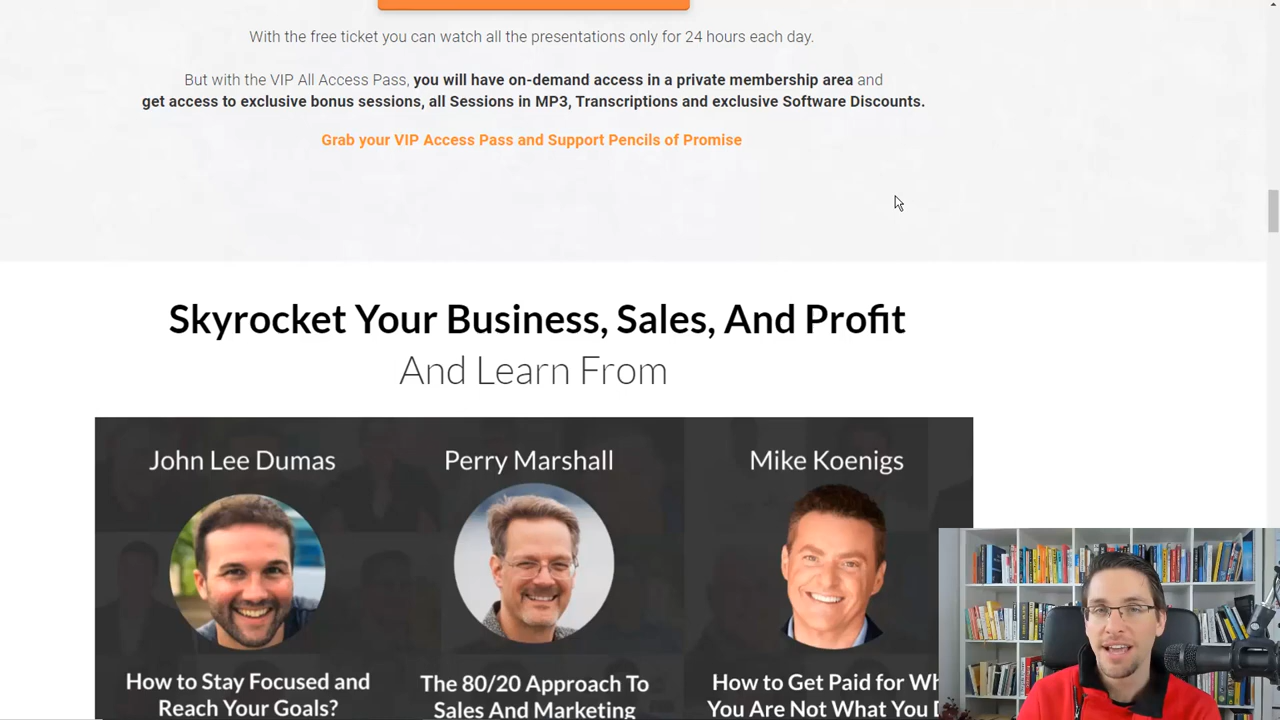 With the free ticket you can watch all the presentations only for 24 hours each day.
But with the VIP All Access Pass, you will have on-demand access in a private membership area and
get access to exclusive bonus sessions, all Sessions in MP3, Transcriptions and exclusive Software Discounts.
Grab your VIP Access Pass and Support Pencils of Promise
Skyrocket Your Business, Sales, And Profit
And Learn From
John Lee Dumas
Perry Marshall
Mike Koenigs
How to Stay Focused and
Reach Your Goals?
The 80/20 Approach To
Sales And Marketing
How to Get Paid for
You Are Not What You